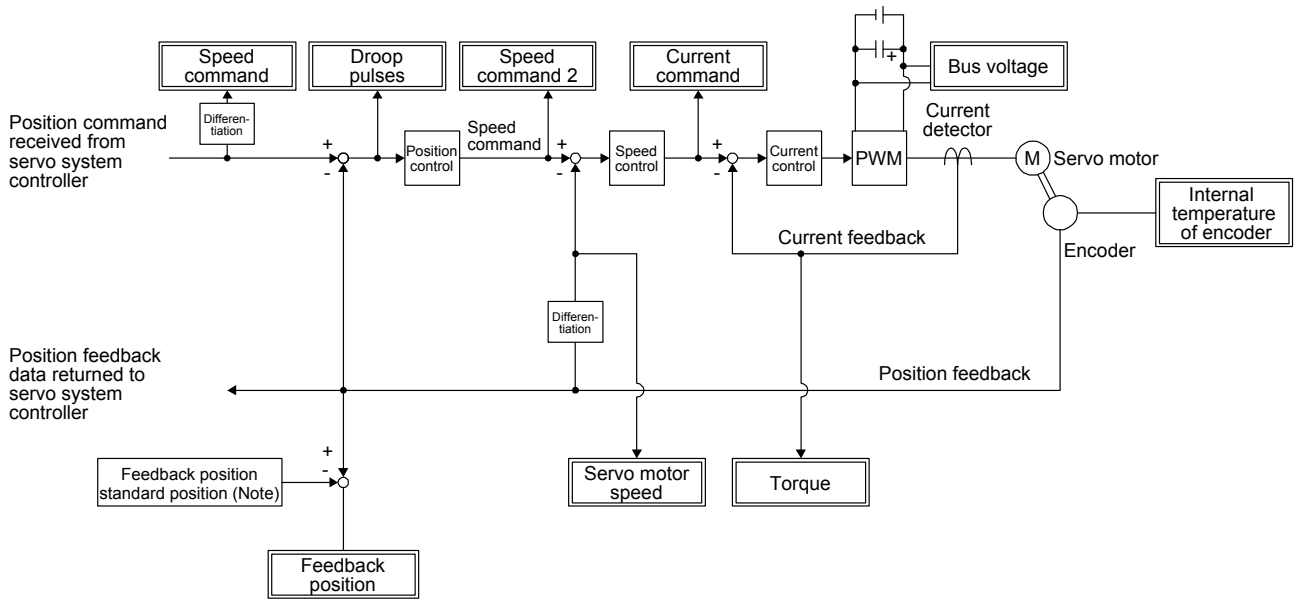 Speed
command
Droop
pulses
Speed
command 2
Current
command
+
Bus voltage
Differen-
tiation
Current
detector
Position command
received from
servo system
controller
+
-
Position
control
Speed
command
+
-
Speed
control
+
-
Current
control
PWM
M
Servo motor
Internal
temperature
of encoder
Current feedback
Encoder
Differen-
tiation
Position feedback
data returned to
servo system
controller
Position feedback
+
-
Feedback position
standard position (Note)
Servo motor
speed
Torque
Feedback
position